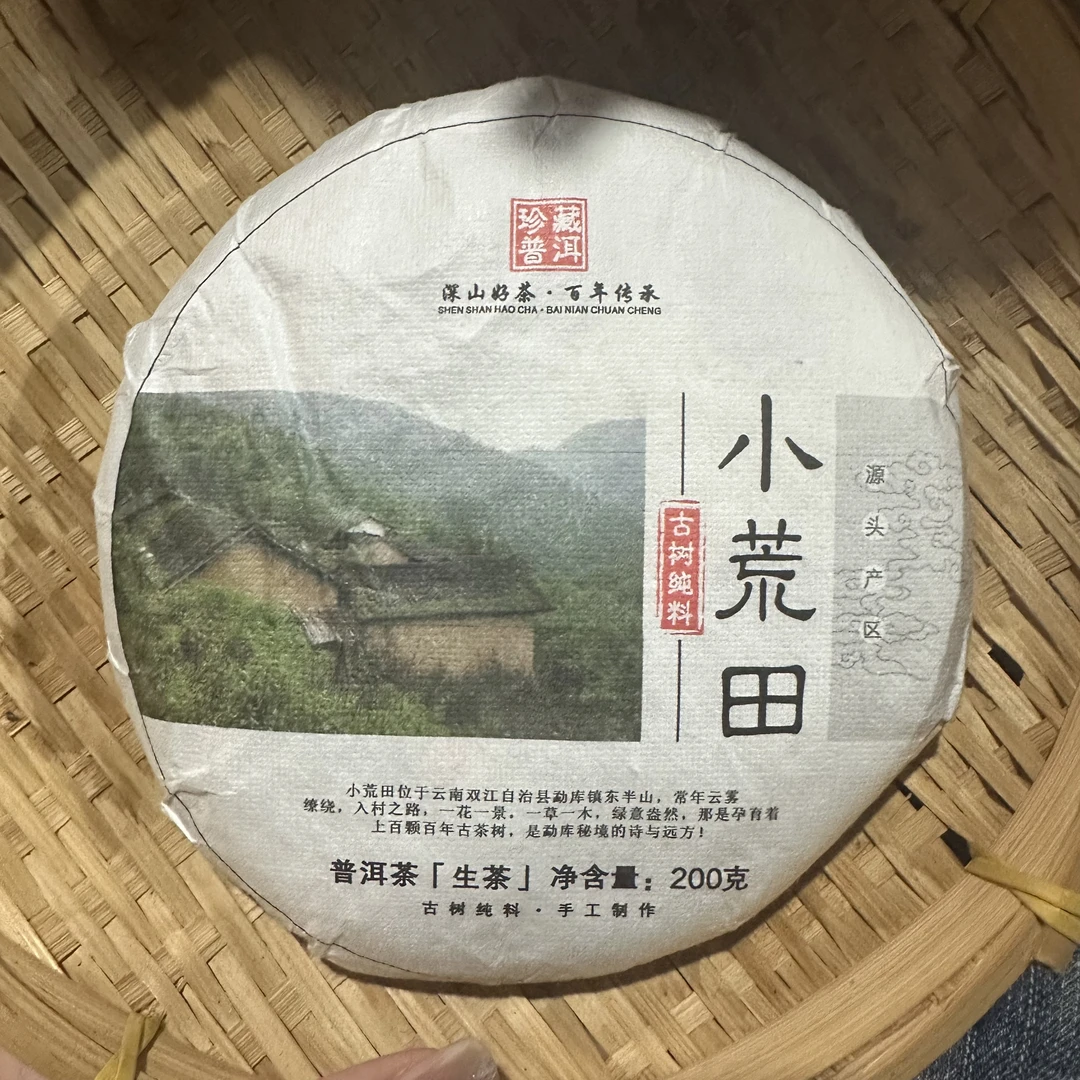 珍藏
普洱
深山好茶·百年传承
SHEN SHAN HAO CHA·BAI NIAN CHUAN CHENG
小荒田
古树纯料
源头产区
小荒田位于云南双江自治县勐库镇东半山，常年云雾
缭绕，入村之路，一花一景。一草一木，绿意盎然，那是孕育着
上百颗百年古茶树，是勐库秘境的诗与远方！
普洱茶「生茶」净含量：200克
古树纯料·手工制作